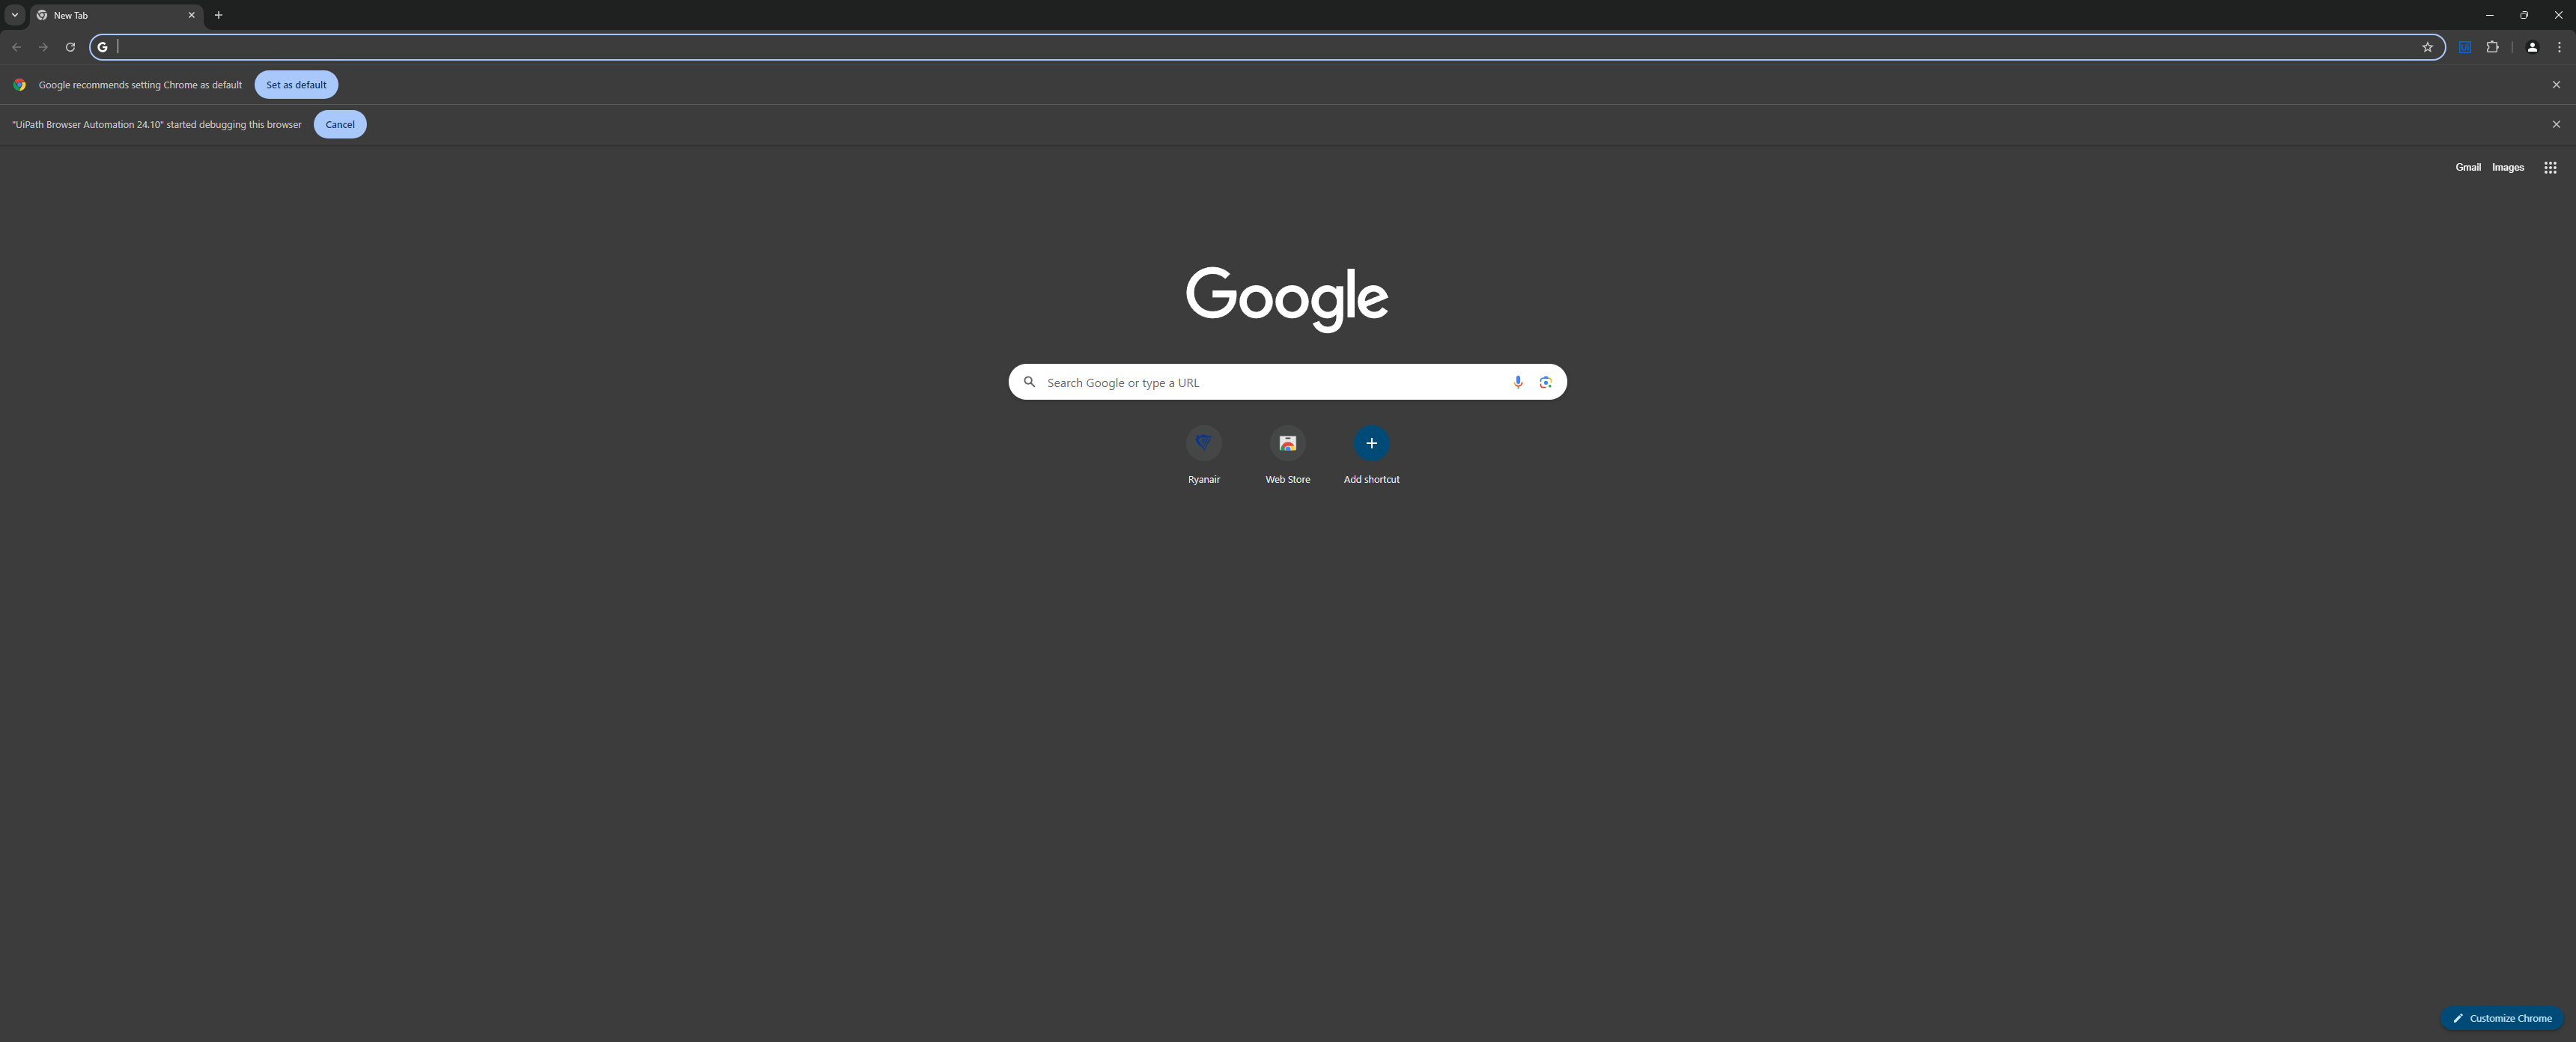 New Tab
Google recommends setting Chrome as default
Set as default
"UiPath Browser Automation 24.10" started debugging this browser
Cancel
Gmail
Images
Google
Search Google or type a URL
Ryanair
Web Store
Add shortcut
Customize Chrome